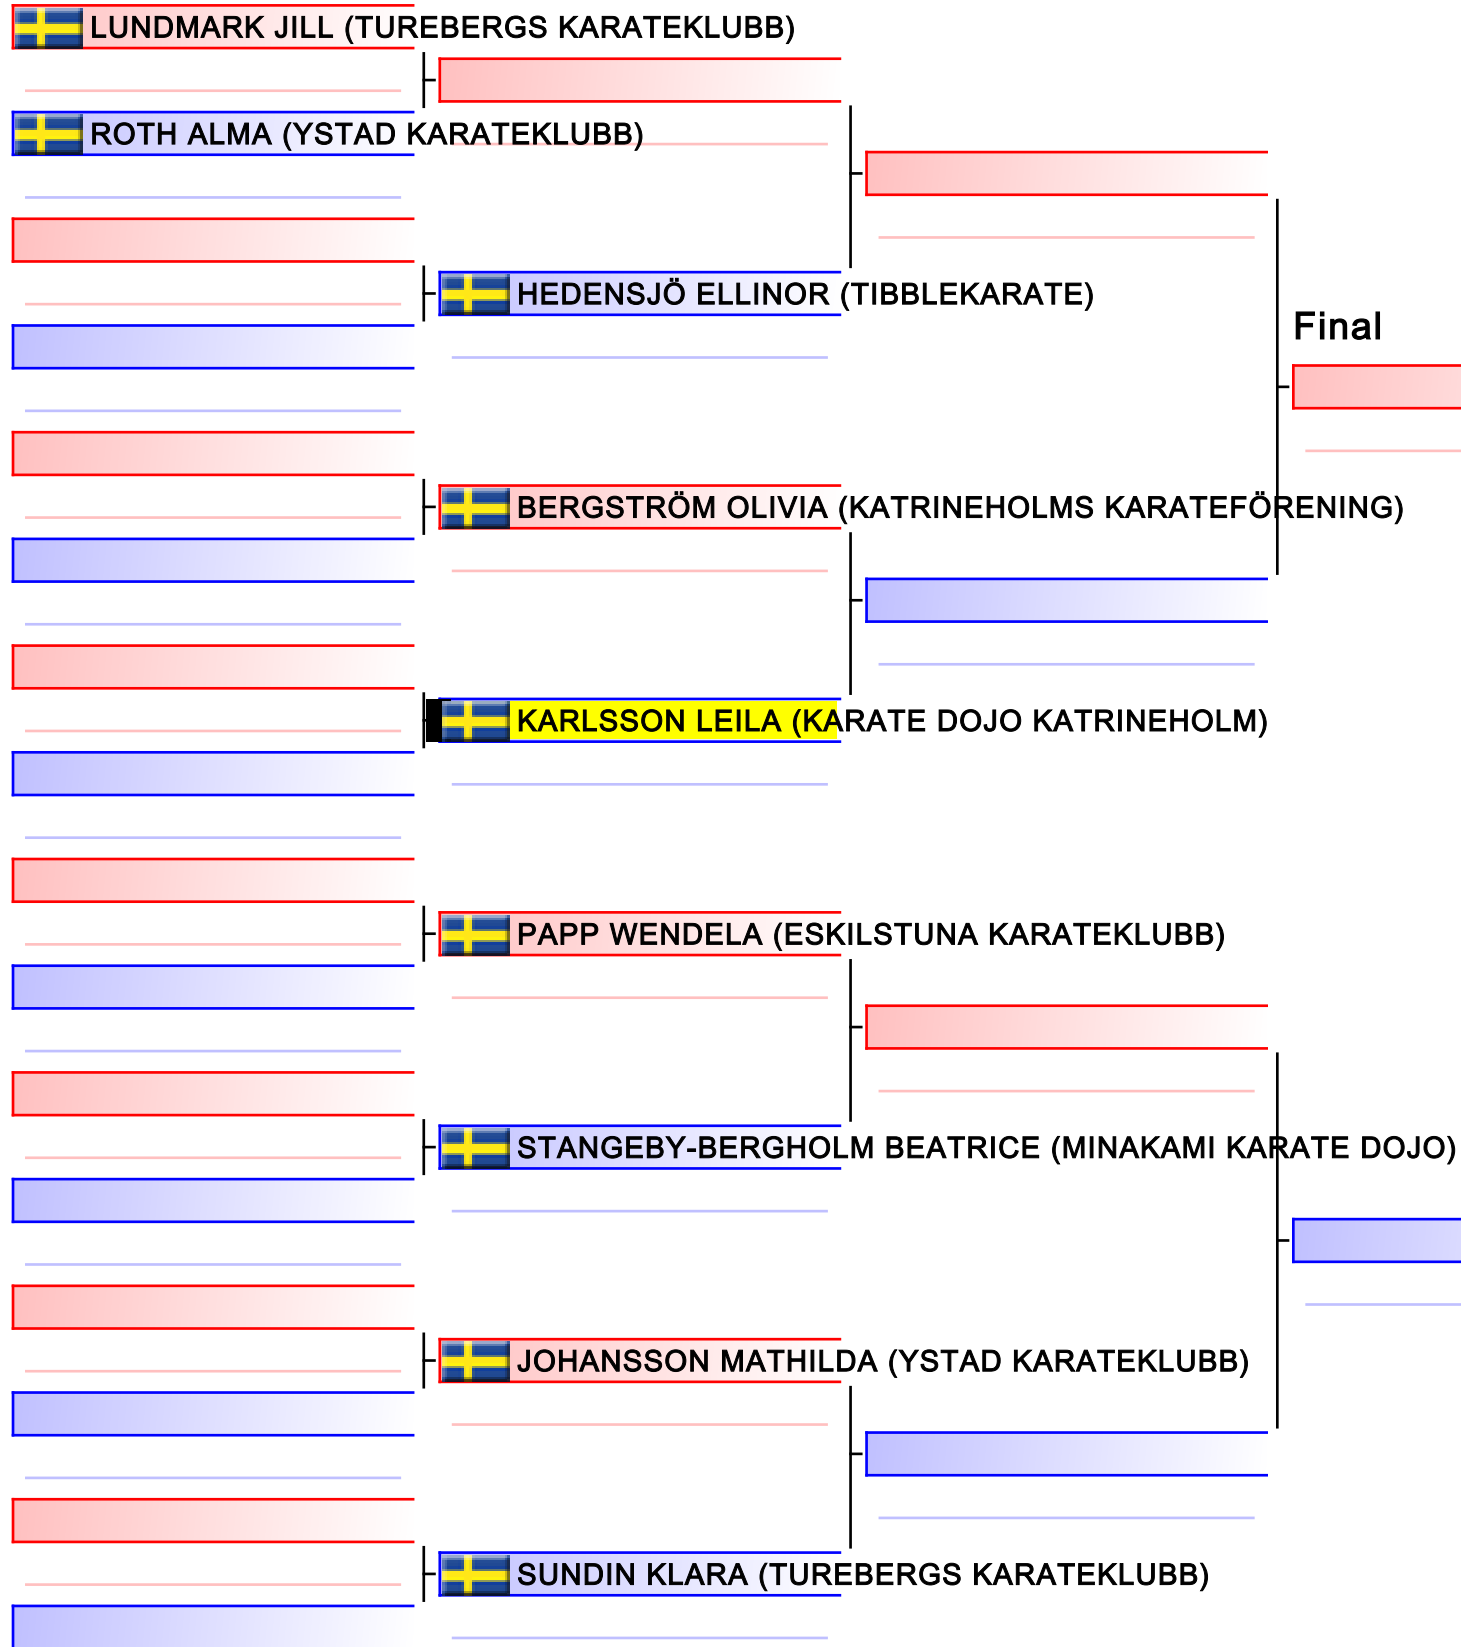 LUNDMARK JILL (TUREBERGS KARATEKLUBB)
ROTH ALMA (YSTAD KARATEKLUBB)
HEDENSJÖ ELLINOR (TIBBLEKARATE)
Final
BERGSTRÖM OLIVIA (KATRINEHOLMS KARATEFÖRENING)
KARLSSON LEILA (KARATE DOJO KATRINEHOLM)
PAPP WENDELA (ESKILSTUNA KARATEKLUBB)
STANGEBY-BERGHOLM BEATRICE (MINAKAMI KARATE DOJO)
JOHANSSON MATHILDA (YSTAD KARATEKLUBB)
SUNDIN KLARA (TUREBERGS KARATEKLUBB)